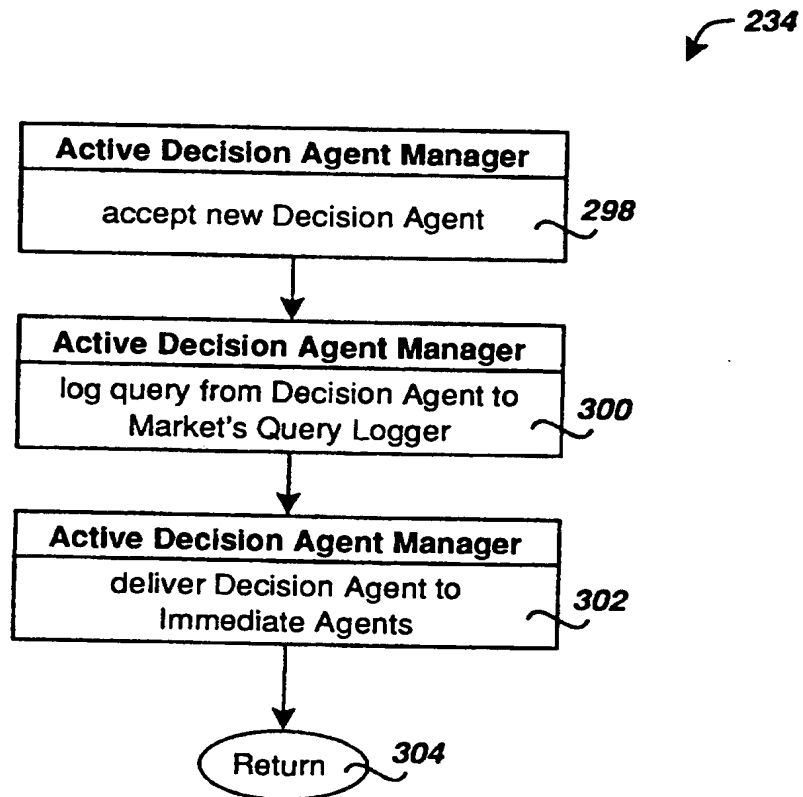 234
Active Decision Agent Manager
accept new Decision Agent
298
Active Decision Agent Manager
log query from Decision Agent to
Market's Query Logger
300
Active Decision Agent Manager
deliver Decision Agent to
Immediate Agents
302
Return
304